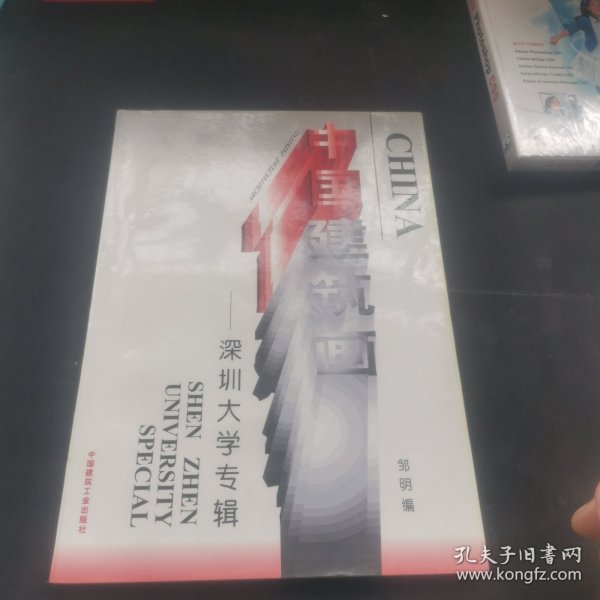 CHINA
中国建筑画
ARCHITECTURE PAINTING
——深圳大学专辑
SHEN ZHEN
UNIVERSITY
SPECIAL
邹明编
中国建筑工业出版社
Photoshop CS5
孔夫子旧书网
www.kongfz.com